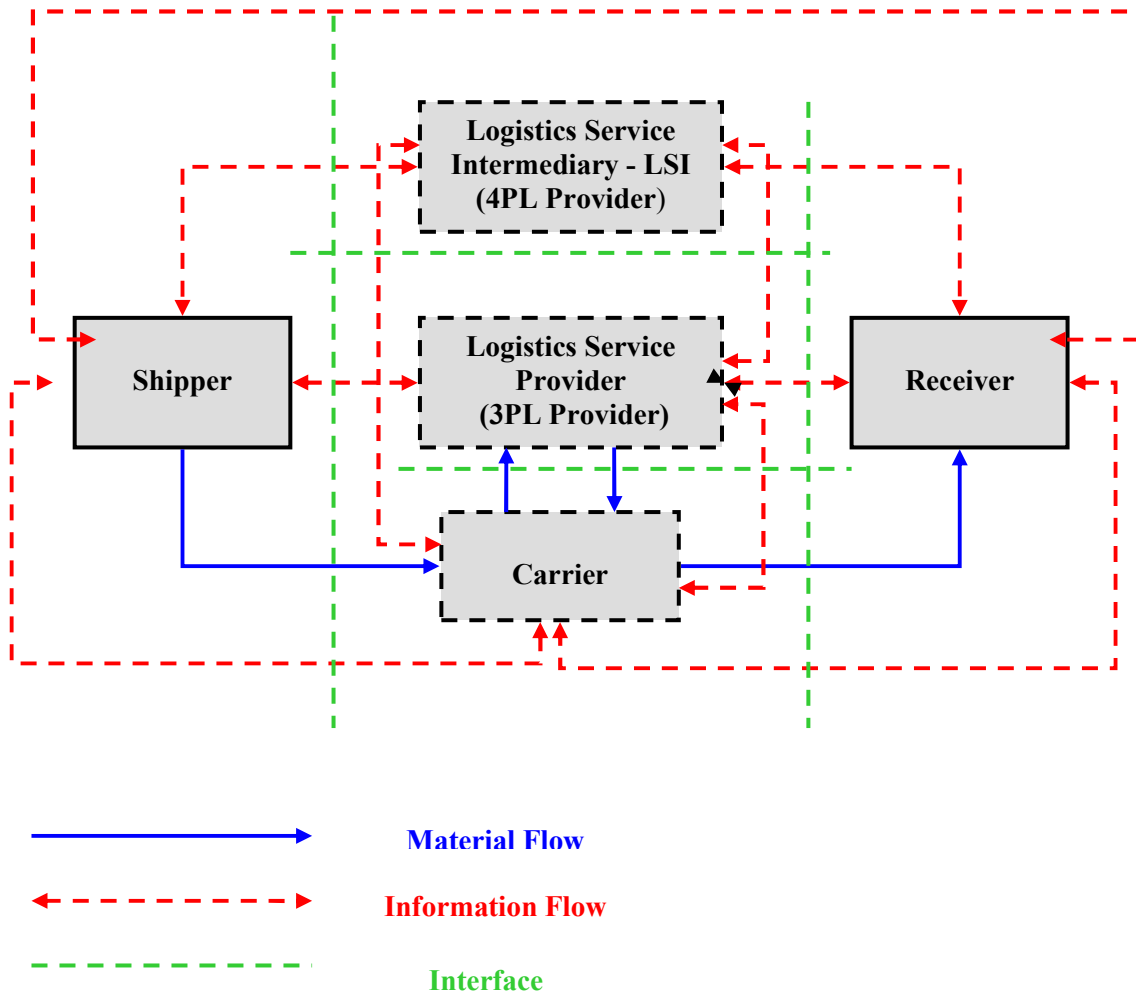 Logistics Service
Intermediary - LSI
(4PL Provider)
Shipper
Logistics Service
Provider
(3PL Provider)
Receiver
Carrier
Material Flow
Information Flow
Interface